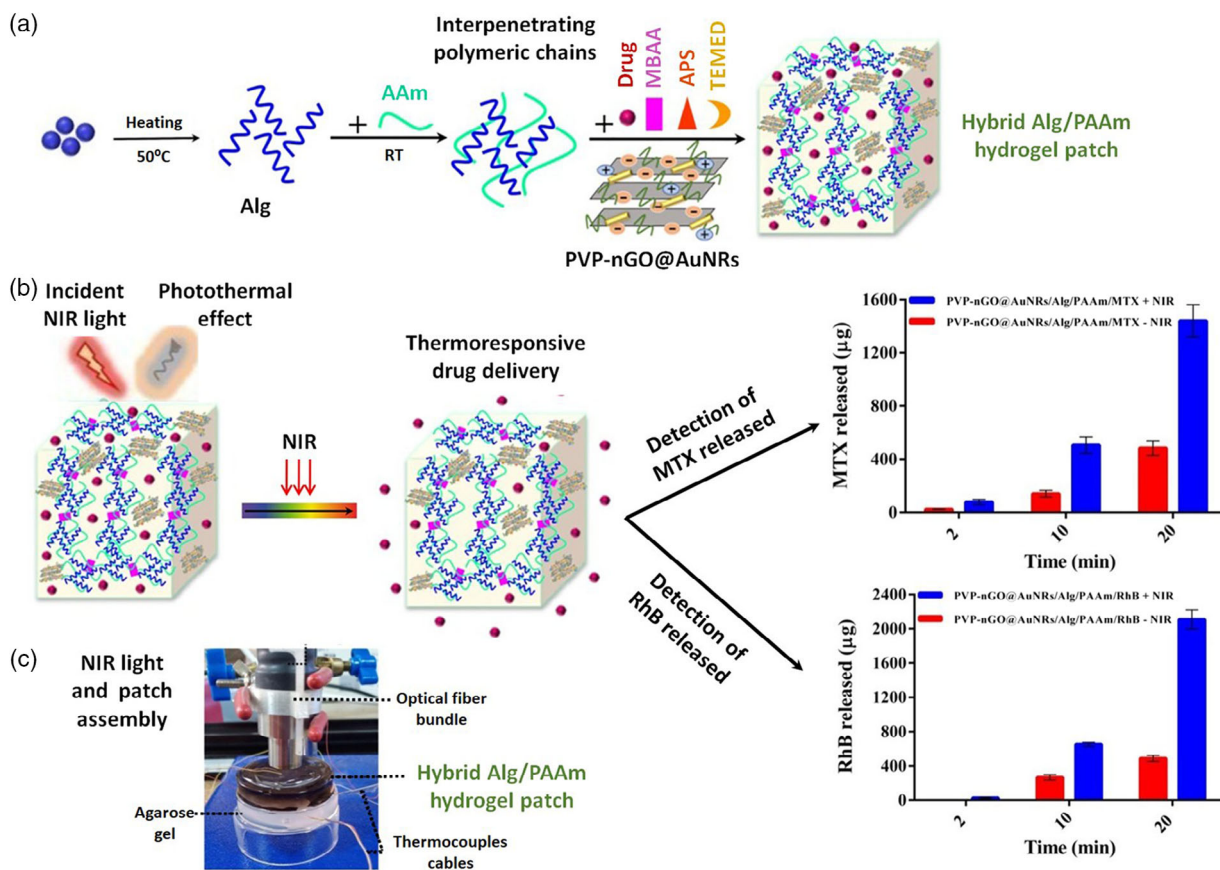 (a)
Interpenetrating
polymeric chains
Drug
MBAA
APS
TEMED
AAm
Heating
50⁰C
RT
Alg
PVP-nGO@AuNRs
Hybrid Alg/PAAm
hydrogel patch
(b)
Incident
NIR light
Photothermal
effect
NIR
Thermoresponsive
drug delivery
Detection of
MTX released
Detection of
RhB released
PVP-nGO@AuNRs/Alg/PAAm/MTX + NIR
PVP-nGO@AuNRs/Alg/PAAm/MTX - NIR
MTX released (µg)
1600
1200
800
400
0
2
10
20
Time (min)
PVP-nGO@AuNRs/Alg/PAAm/RhB + NIR
PVP-nGO@AuNRs/Alg/PAAm/RhB - NIR
RhB released (µg)
2400
2000
1600
1200
800
400
0
2
10
20
Time (min)
(c)
NIR light
and patch
assembly
Optical fiber
bundle
Hybrid Alg/PAAm
hydrogel patch
Agarose
gel
Thermocouples
cables